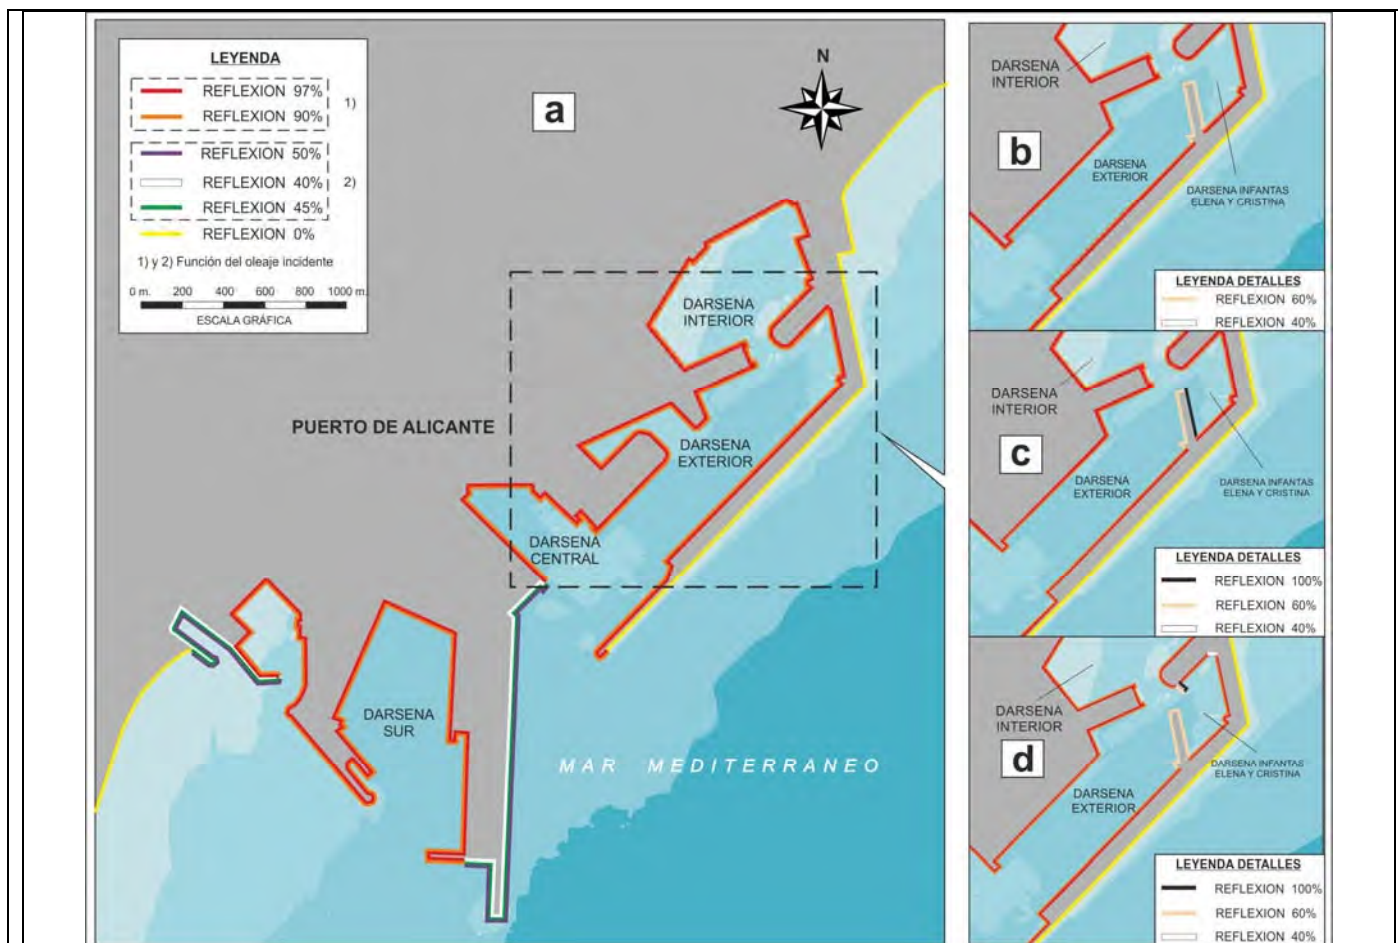 LEYENDA
REFLEXION 97%
REFLEXION 90%
1)
REFLEXION 50%
REFLEXION 40%
REFLEXION 45%
2)
REFLEXION 0%
1) y 2) Función del oleaje incidente
0 m. 200 400 600 800 1000 m.
ESCALA GRÁFICA
a
N
DARSENA
INTERIOR
PUERTO DE ALICANTE
DARSENA
EXTERIOR
DARSENA
CENTRAL
DARSENA
SUR
MAR MEDITERRANEO
DARSENA
INTERIOR
b
DARSENA
EXTERIOR
DARSENA INFANTAS
ELENA Y CRISTINA
LEYENDA DETALLES
REFLEXION 60%
REFLEXION 40%
DARSENA
INTERIOR
c
DARSENA
EXTERIOR
DARSENA INFANTAS
ELENA Y CRISTINA
LEYENDA DETALLES
REFLEXION 100%
REFLEXION 60%
REFLEXION 40%
DARSENA
INTERIOR
d
DARSENA
EXTERIOR
DARSENA INFANTAS
ELENA Y CRISTINA
LEYENDA DETALLES
REFLEXION 100%
REFLEXION 60%
REFLEXION 40%